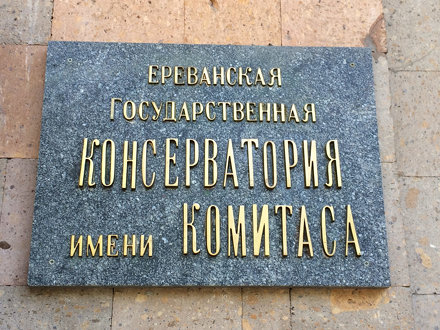 ЕРЕВАНСКАЯ
ГОСУДАРСТВЕННАЯ
КОНСЕРВАТОРИЯ
ИМЕНИ КОМИТАСА